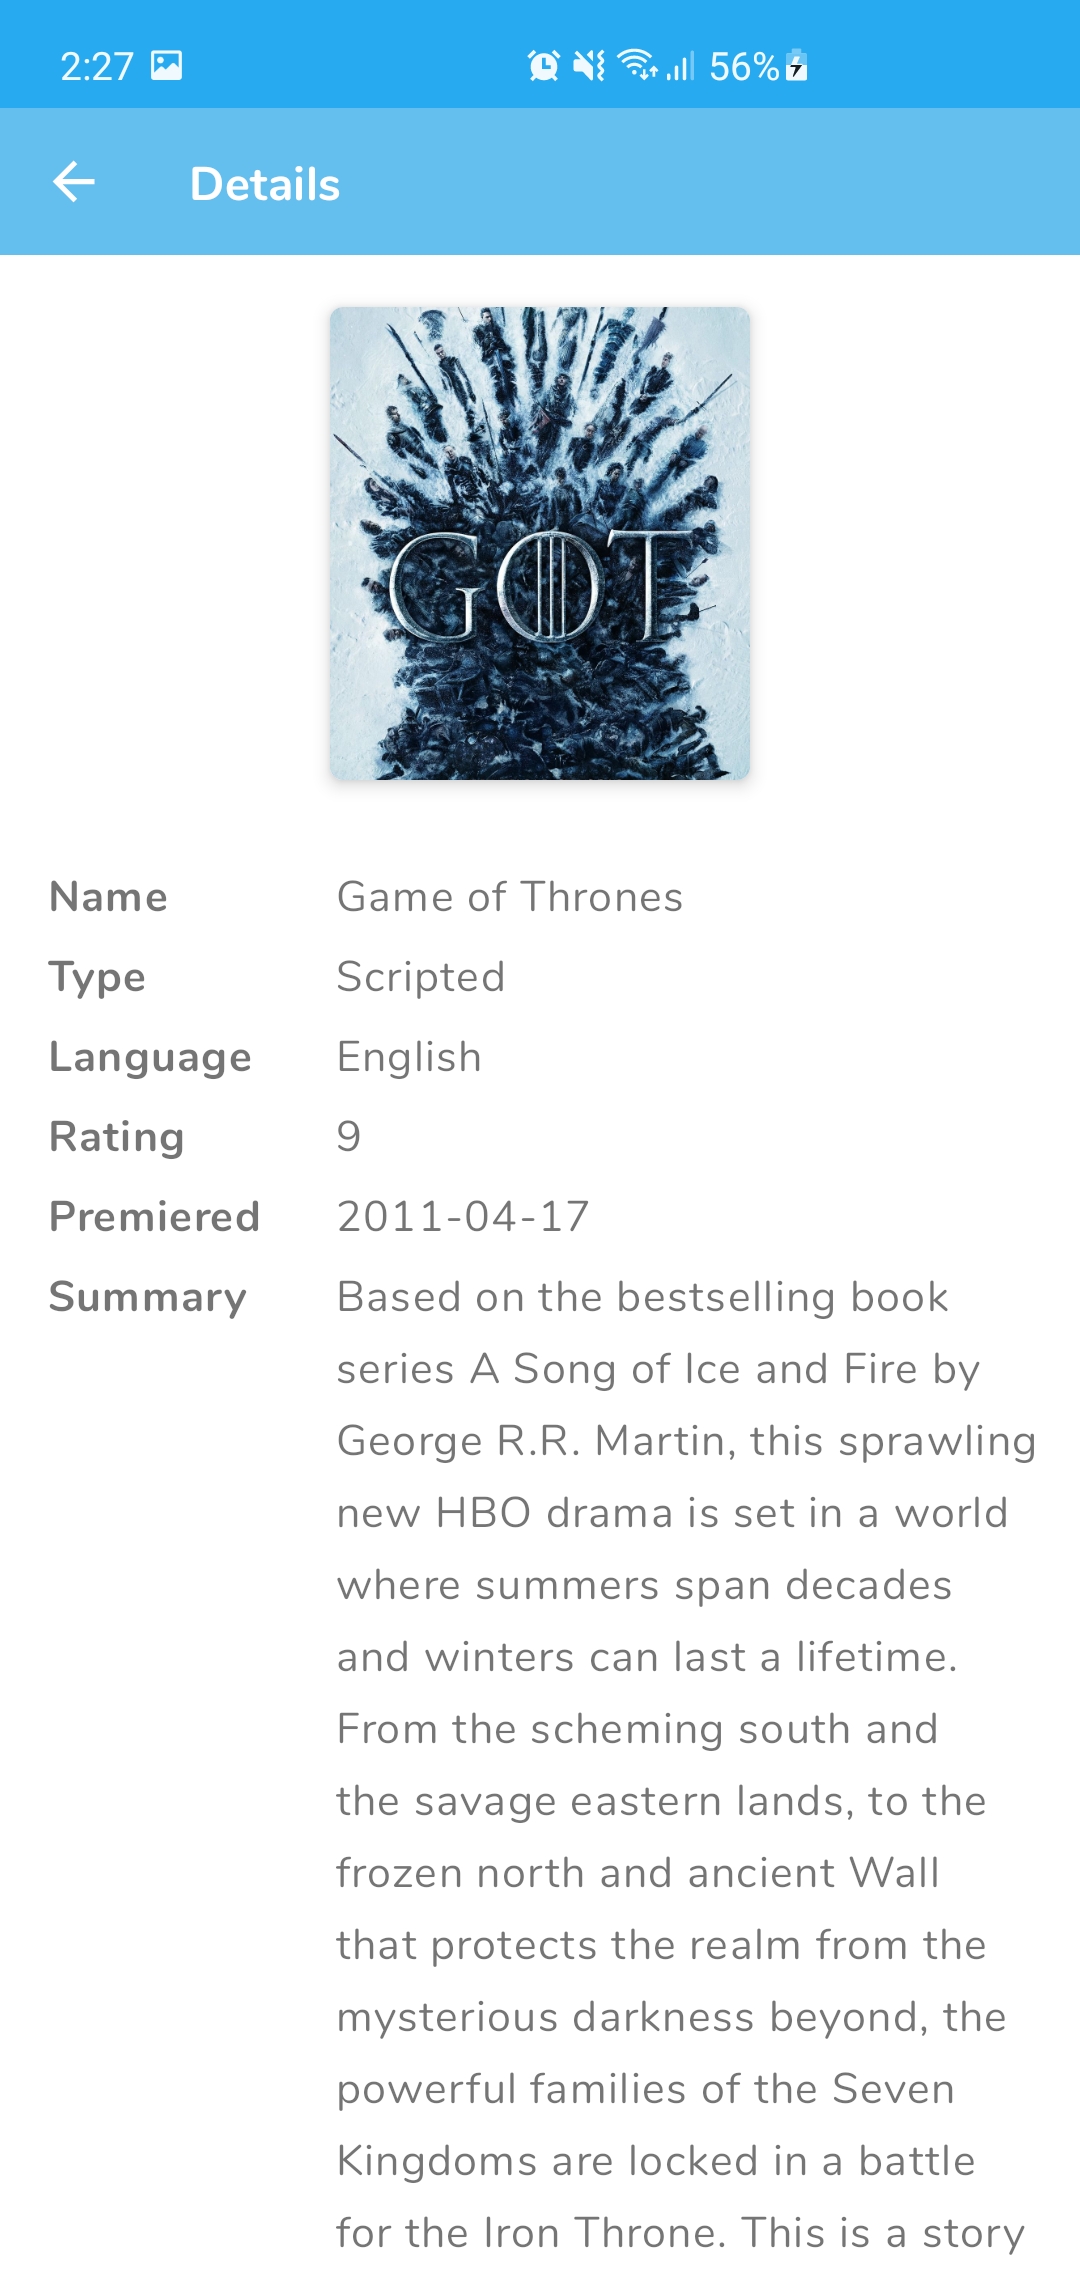 2:27 56%
Details
GOT
Name Game of Thrones
Type Scripted
Language English
Rating 9
Premiered 2011-04-17
Summary Based on the bestselling book
series A Song of Ice and Fire by
George R.R. Martin, this sprawling
new HBO drama is set in a world
where summers span decades
and winters can last a lifetime.
From the scheming south and
the savage eastern lands, to the
frozen north and ancient Wall
that protects the realm from the
mysterious darkness beyond, the
powerful families of the Seven
Kingdoms are locked in a battle
for the Iron Throne. This is a story